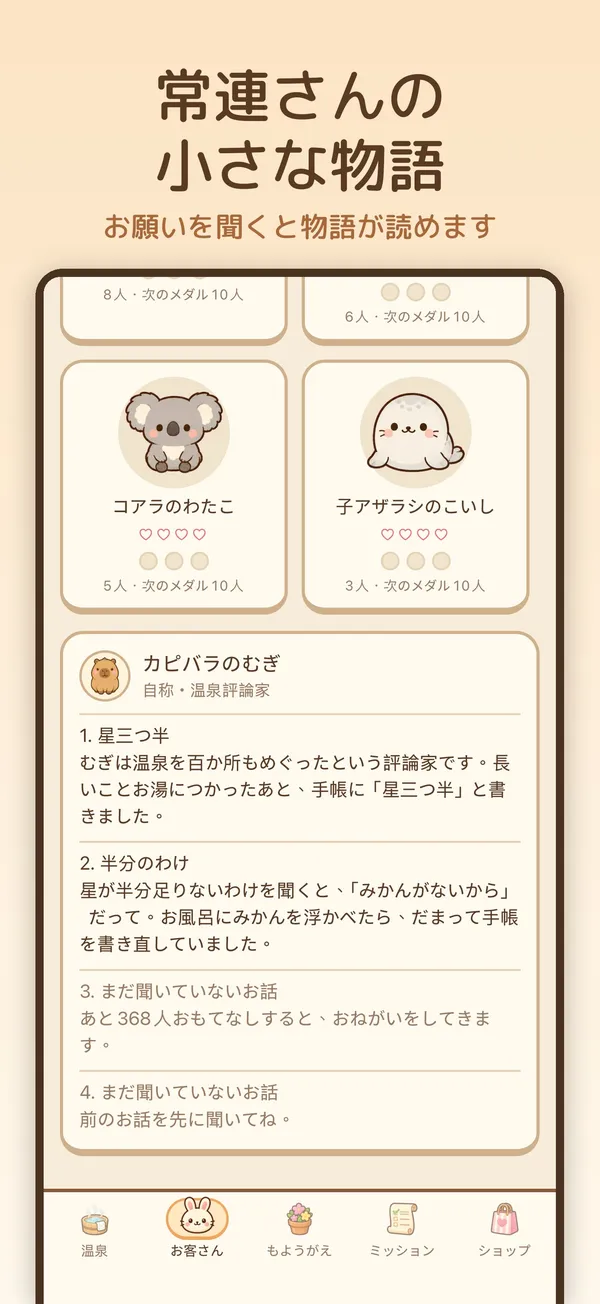 常連さんの
小さな物語
お願いを聞くと物語が読めます
8人・次のメダル10人
6人・次のメダル10人
コアラのわたこ
子アザラシのこいし
5人・次のメダル10人
3人・次のメダル10人
カピバラのむぎ
自称・温泉評論家
1. 星三つ半
むぎは温泉を百か所もめぐったという評論家です。長
いことお湯につかったあと、手帳に「星三つ半」と書
きました。
2. 半分のわけ
星が半分足りないわけを聞くと、「みかんがないから」
だって。お風呂にみかんを浮かべたら、だまって手帳
を書き直していました。
3. まだ聞いていないお話
あと368人おもてなしすると、おねがいをしてきま
す。
4. まだ聞いていないお話
前のお話を先に聞いてね。
温泉
お客さん
もようがえ
ミッション
ショップ